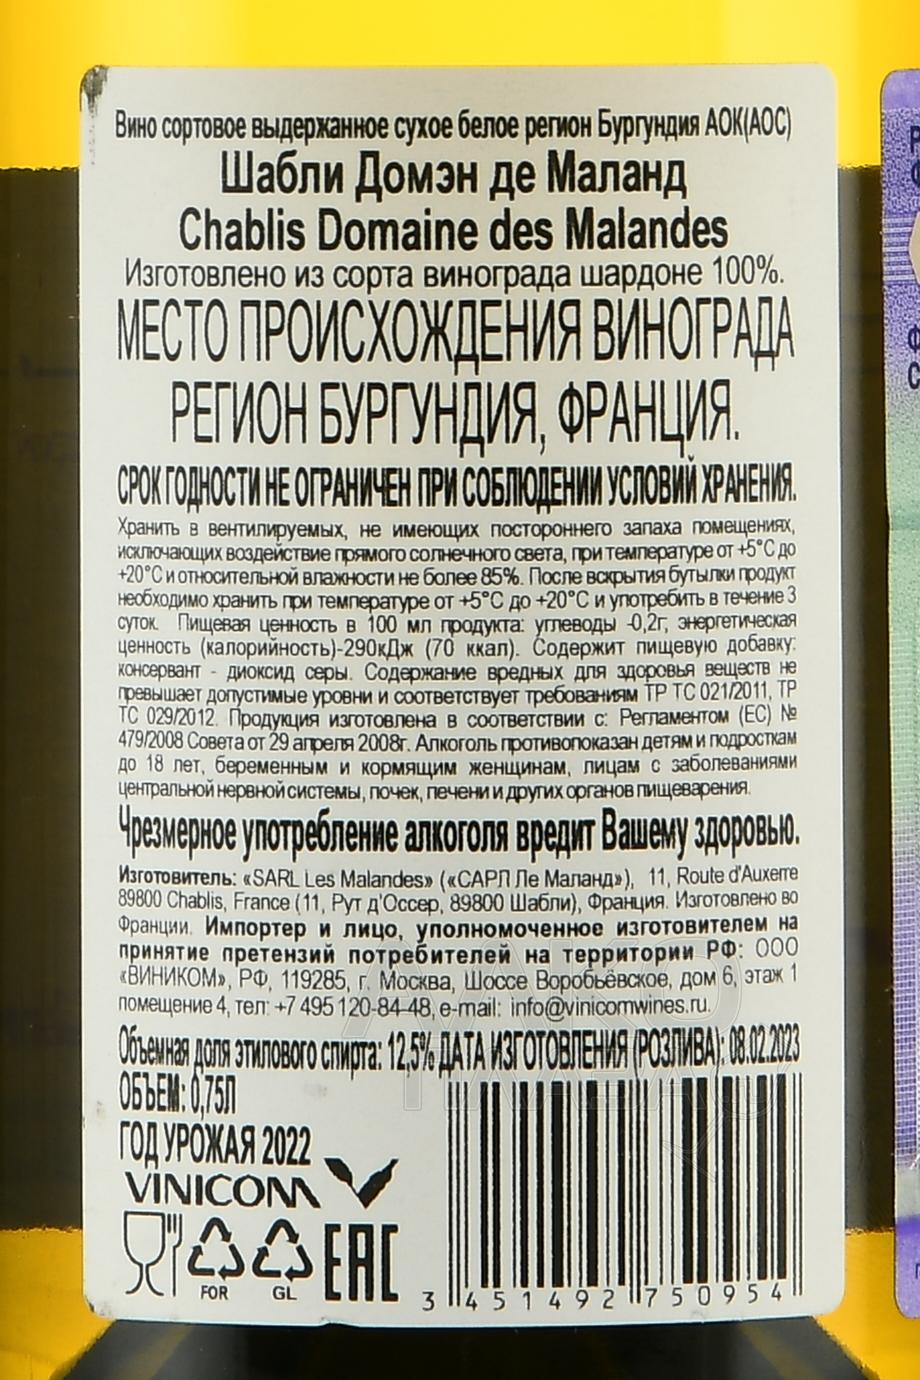 Вино сортовое выдержанное сухое белое регион Бургундия АОК(АОС)
Шабли Домэн де Маланд
Chablis Domaine des Malandes
Изготовлено из сорта винограда шардоне 100%.
МЕСТО ПРОИСХОЖДЕНИЯ ВИНОГРАДА
РЕГИОН БУРГУНДИЯ, ФРАНЦИЯ.
СРОК ГОДНОСТИ НЕ ОГРАНИЧЕН ПРИ СОБЛЮДЕНИИ УСЛОВИЙ ХРАНЕНИЯ.
Хранить в вентилируемых, не имеющих постороннего запаха помещениях,
исключающих воздействие прямого солнечного света, при температуре от +5°С до
+20°С и относительной влажности не более 85%. После вскрытия бутылки продукт
необходимо хранить при температуре от +5°С до +20°С и употребить в течение 3
суток. Пищевая ценность в 100 мл продукта: углеводы -0,2г, энергетическая
ценность (калорийность)-290кДж (70 ккал). Содержит пищевую добавку:
консервант - диоксид серы. Содержание вредных для здоровья веществ не
превышает допустимые уровни и соответствует требованиям ТР ТС 021/2011, ТР
ТС 029/2012. Продукция изготовлена в соответствии с: Регламентом (ЕС) №
479/2008 Совета от 29 апреля 2008г. Алкоголь противопоказан детям и подросткам
до 18 лет, беременным и кормящим женщинам, лицам с заболеваниями
центральной нервной системы, почек, печени и других органов пищеварения.
Чрезмерное употребление алкоголя вредит Вашему здоровью.
Изготовитель: «SARL Les Malandes» («САРЛ Ле Маланд»), 11, Route d'Auxerre
89800 Chablis, France (11, Рут д'Оссер, 89800 Шабли), Франция. Изготовлено во
Франции. Импортер и лицо, уполномоченное изготовителем на
принятие претензий потребителей на территории РФ: ООО
«ВИНИКОМ», РФ, 119285, г. Москва, Шоссе Воробьёвское, дом 6, этаж 1
помещение 4, тел: +7 495 120-84-48, e-mail: info@vinicomwines.ru.
Объемная доля этилового спирта: 12,5% ДАТА ИЗГОТОВЛЕНИЯ (РОЗЛИВА): 08.02.2023
ОБЪЕМ: 0,75Л
ГОД УРОЖАЯ 2022
VINICOM
FOR GL EAC
3 451492 750954